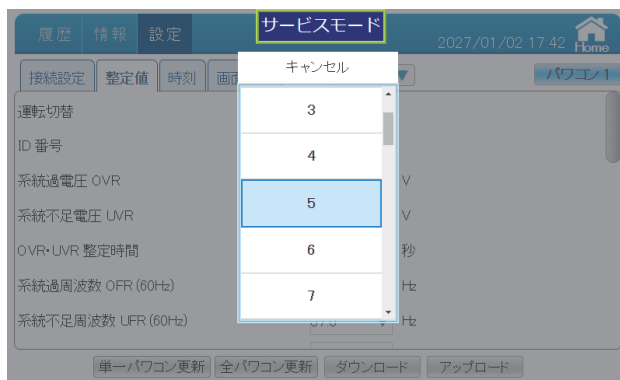 履歴 情報 設定 サービスモード 2027/01/02 17:42 Home
接続設定 整定値 時刻 ▼ パワコン 1
キャンセル
運転切替
3
ID 番号
4
系統過電圧 OVR V
5
系統不足電圧 UVR V
OVR・UVR 整定時間 6 秒
系統過周波数 OFR (60Hz) 7 Hz
系統不足周波数 UFR (60Hz) Hz
単一パワコン更新 全パワコン更新 ダウンロード アップロード